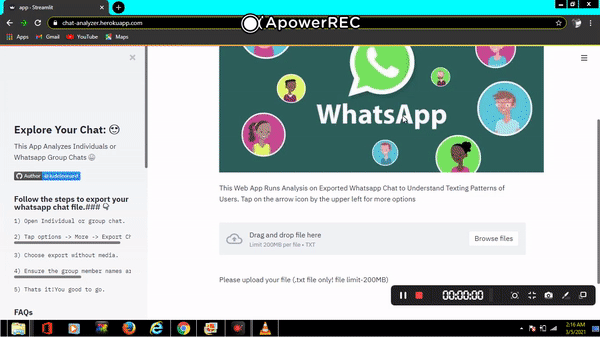 app · Streamlit
chat-analyzer.herokuapp.com
ApowerREC
Apps
Gmail
YouTube
Maps
Explore Your Chat:
This App Analyzes Individuals or
Whatsapp Group Chats
Author
Follow the steps to export your
whatsapp chat file.###
1) Open Individual or group chat.
2) Tap options -> More -> Export Ch
3) Choose export without media.
4) Ensure the group member names ar
5) Thats it!You good to go.
FAQs
WhatsApp
This Web App Runs Analysis on Exported Whatsapp Chat to Understand Texting Patterns of
Users. Tap on the arrow icon by the upper left for more options
Drag and drop file here
Limit 200MB per file • TXT
Browse files
Please upload your file (.txt file only! file limit-200MB)
00:00:00
2:16 AM
3/5/2021